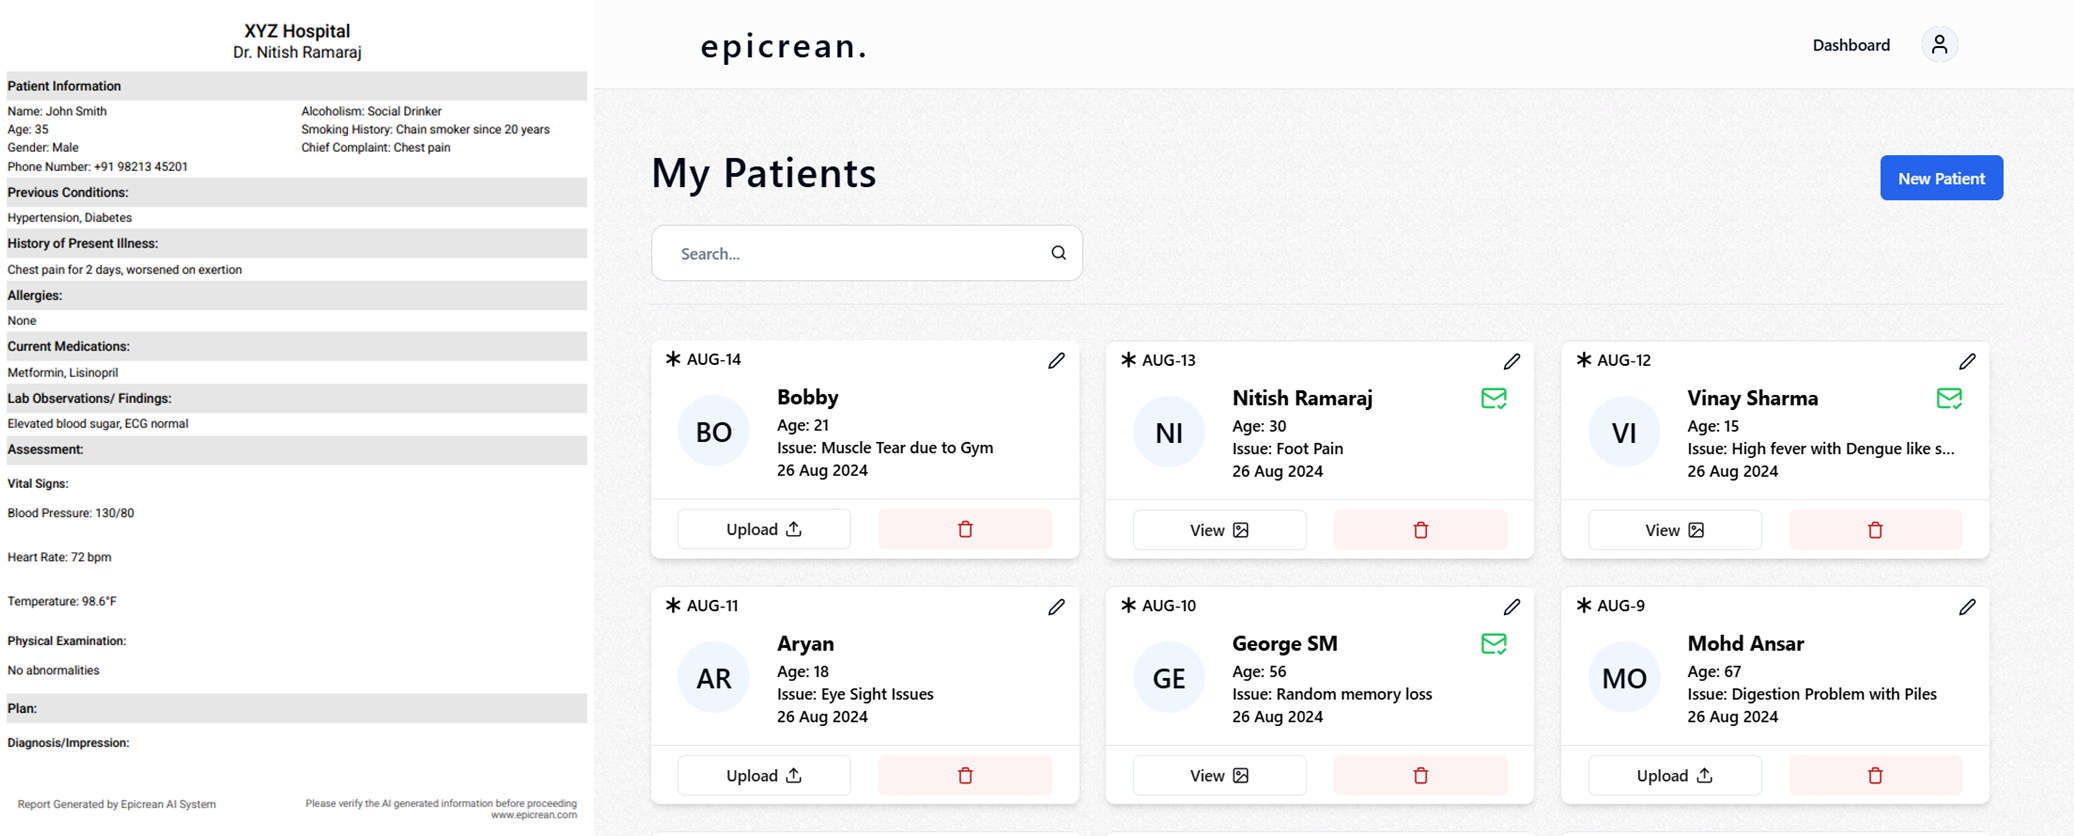 XYZ Hospital
Dr. Nitish Ramaraj
Patient Information
Name: John Smith
Age: 35
Gender: Male
Phone Number: +91 98213 45201
Alcoholism: Social Drinker
Smoking History: Chain smoker since 20 years
Chief Complaint: Chest pain
Previous Conditions:
Hypertension, Diabetes
History of Present Illness:
Chest pain for 2 days, worsened on exertion
Allergies:
None
Current Medications:
Metformin, Lisinopril
Lab Observations/ Findings:
Elevated blood sugar, ECG normal
Assessment:
Vital Signs:
Blood Pressure: 130/80
Heart Rate: 72 bpm
Temperature: 98.6°F
Physical Examination:
No abnormalities
Plan:
Diagnosis/Impression:
Report Generated by Epicrean AI System
Please verify the AI generated information before proceeding
www.epicrean.com
epicrean.
Dashboard
My Patients
New Patient
Search...
AUG-14
BO
Bobby
Age: 21
Issue: Muscle Tear due to Gym
26 Aug 2024
Upload
AUG-13
NI
Nitish Ramaraj
Age: 30
Issue: Foot Pain
26 Aug 2024
View
AUG-12
VI
Vinay Sharma
Age: 15
Issue: High fever with Dengue like s...
26 Aug 2024
View
AUG-11
AR
Aryan
Age: 18
Issue: Eye Sight Issues
26 Aug 2024
Upload
AUG-10
GE
George SM
Age: 56
Issue: Random memory loss
26 Aug 2024
View
AUG-9
MO
Mohd Ansar
Age: 67
Issue: Digestion Problem with Piles
26 Aug 2024
Upload